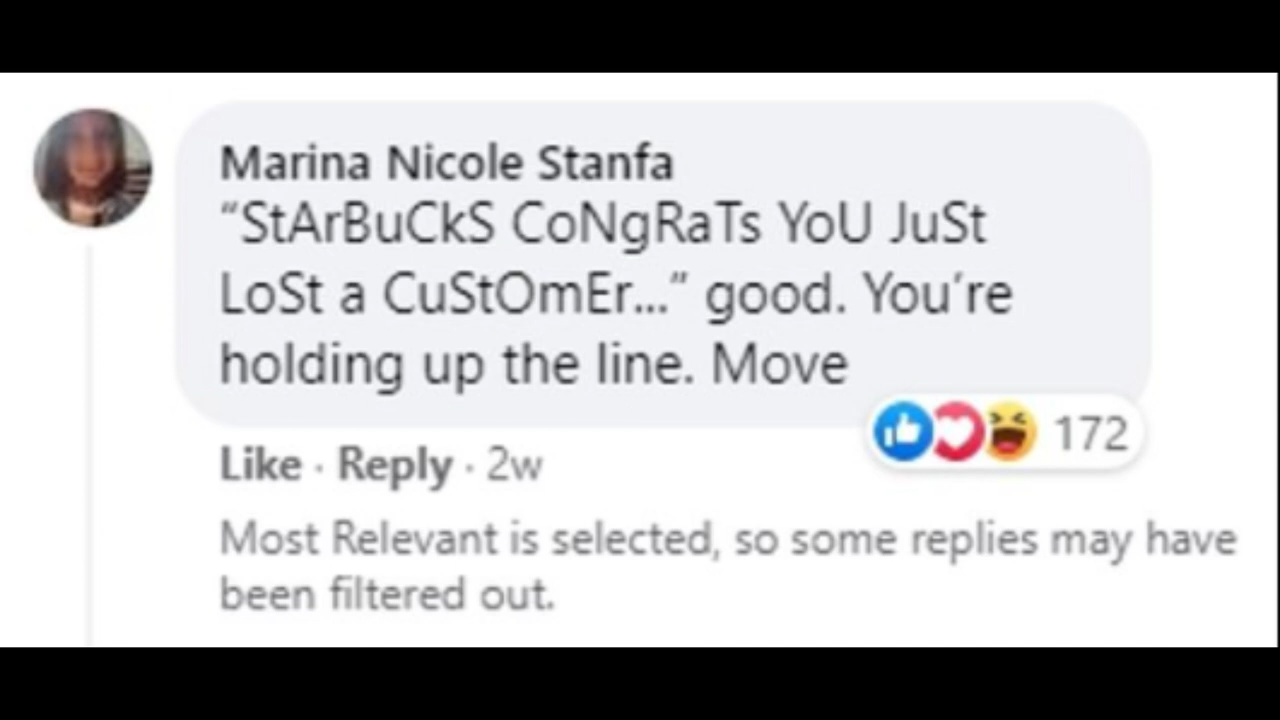 Marina Nicole Stanfa
“StArBuCkS CoNgRaTs YoU JuSt
LoSt a CuStOmEr...” good. You’re
holding up the line. Move
172
Like · Reply · 2w
Most Relevant is selected, so some replies may have
been filtered out.